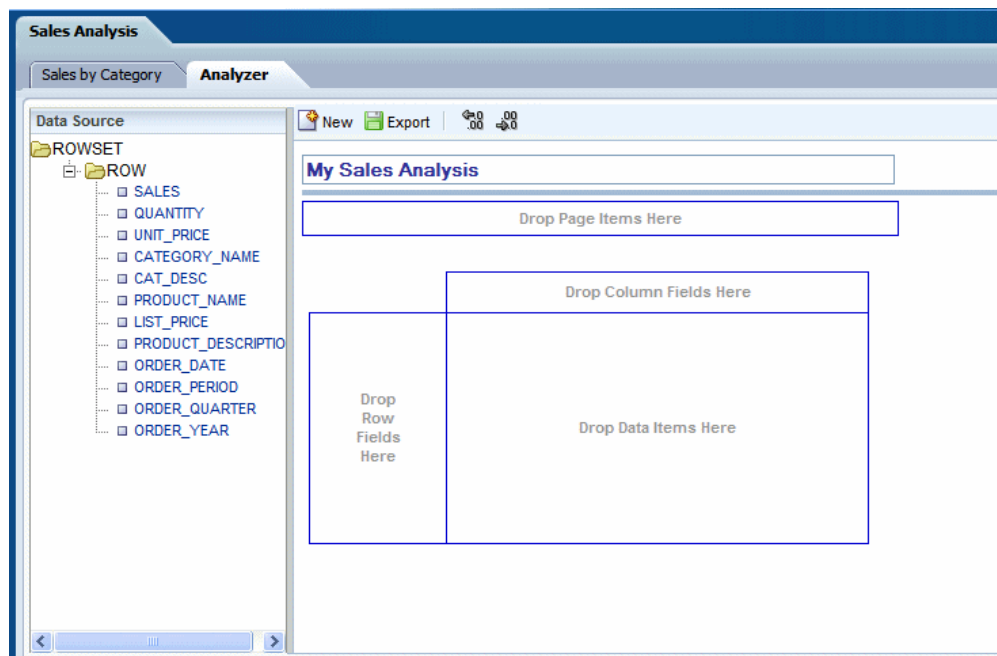 Sales Analysis
Sales by Category
Analyzer
Data Source
ROWSET
ROW
SALES
QUANTITY
UNIT_PRICE
CATEGORY_NAME
CAT_DESC
PRODUCT_NAME
LIST_PRICE
PRODUCT_DESCRIPTIO
ORDER_DATE
ORDER_PERIOD
ORDER_QUARTER
ORDER_YEAR
New
Export
My Sales Analysis
Drop Page Items Here
Drop Column Fields Here
Drop
Row
Fields
Here
Drop Data Items Here